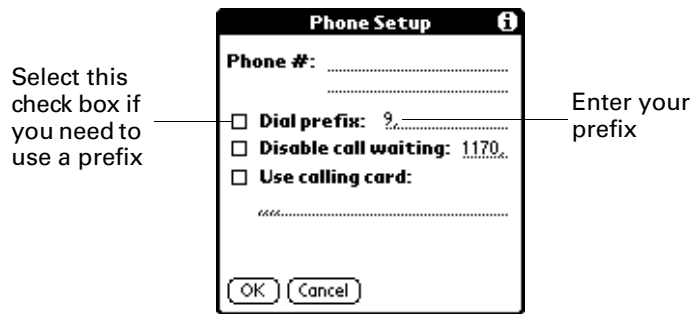 Phone Setup i
Phone #:
Select this
check box if
you need to
use a prefix
Dial prefix: 9,
Enter your
prefix
Disable call waiting: 1170,
Use calling card:
,,,,
OK Cancel